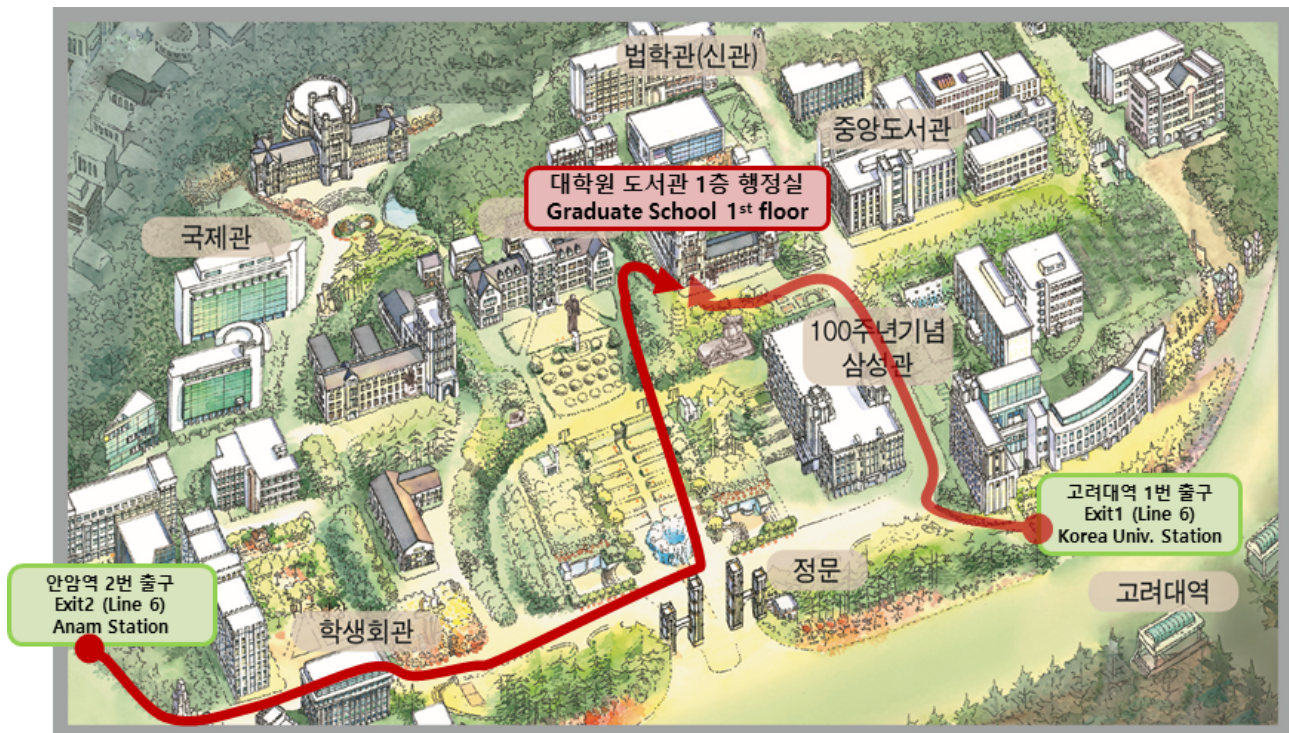 법학관(신관)
중앙도서관
대학원 도서관 1층 행정실
Graduate School 1st floor
국제관
100주년기념
삼성관
고려대역 1번 출구
Exit1 (Line 6)
Korea Univ. Station
안암역 2번 출구
Exit2 (Line 6)
Anam Station
정문
고려대역
학생회관